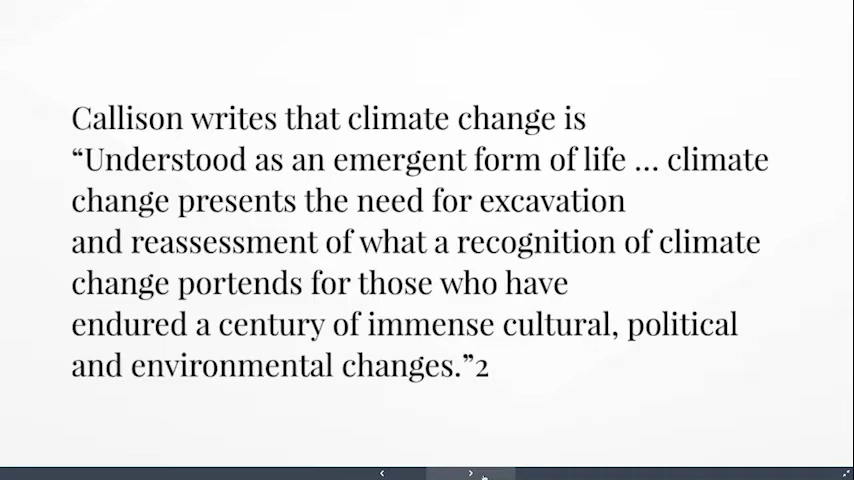 Callison writes that climate change is
“Understood as an emergent form of life ... climate
change presents the need for excavation
and reassessment of what a recognition of climate
change portends for those who have
endured a century of immense cultural, political
and environmental changes.”2